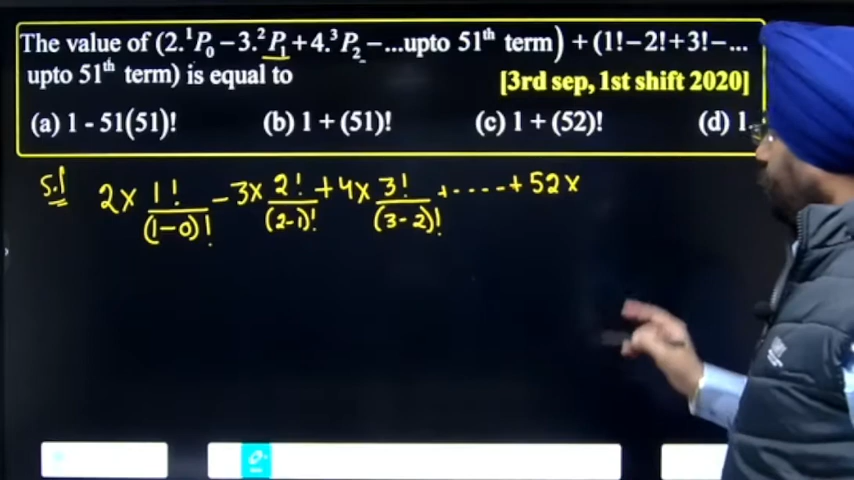 The value of (2.¹P₀ – 3.²P₁ + 4.³P₂ – ...upto 51ᵗʰ term) + (1! – 2! + 3! – ...
upto 51ᵗʰ term) is equal to [3rd sep, 1st shift 2020]
(a) 1 - 51(51)! (b) 1 + (51)! (c) 1 + (52)! (d) 1
S.1 2 × 1!/(1-0)! - 3 × 2!/(2-1)! + 4 × 3!/(3-2)! + ..... + 52 ×